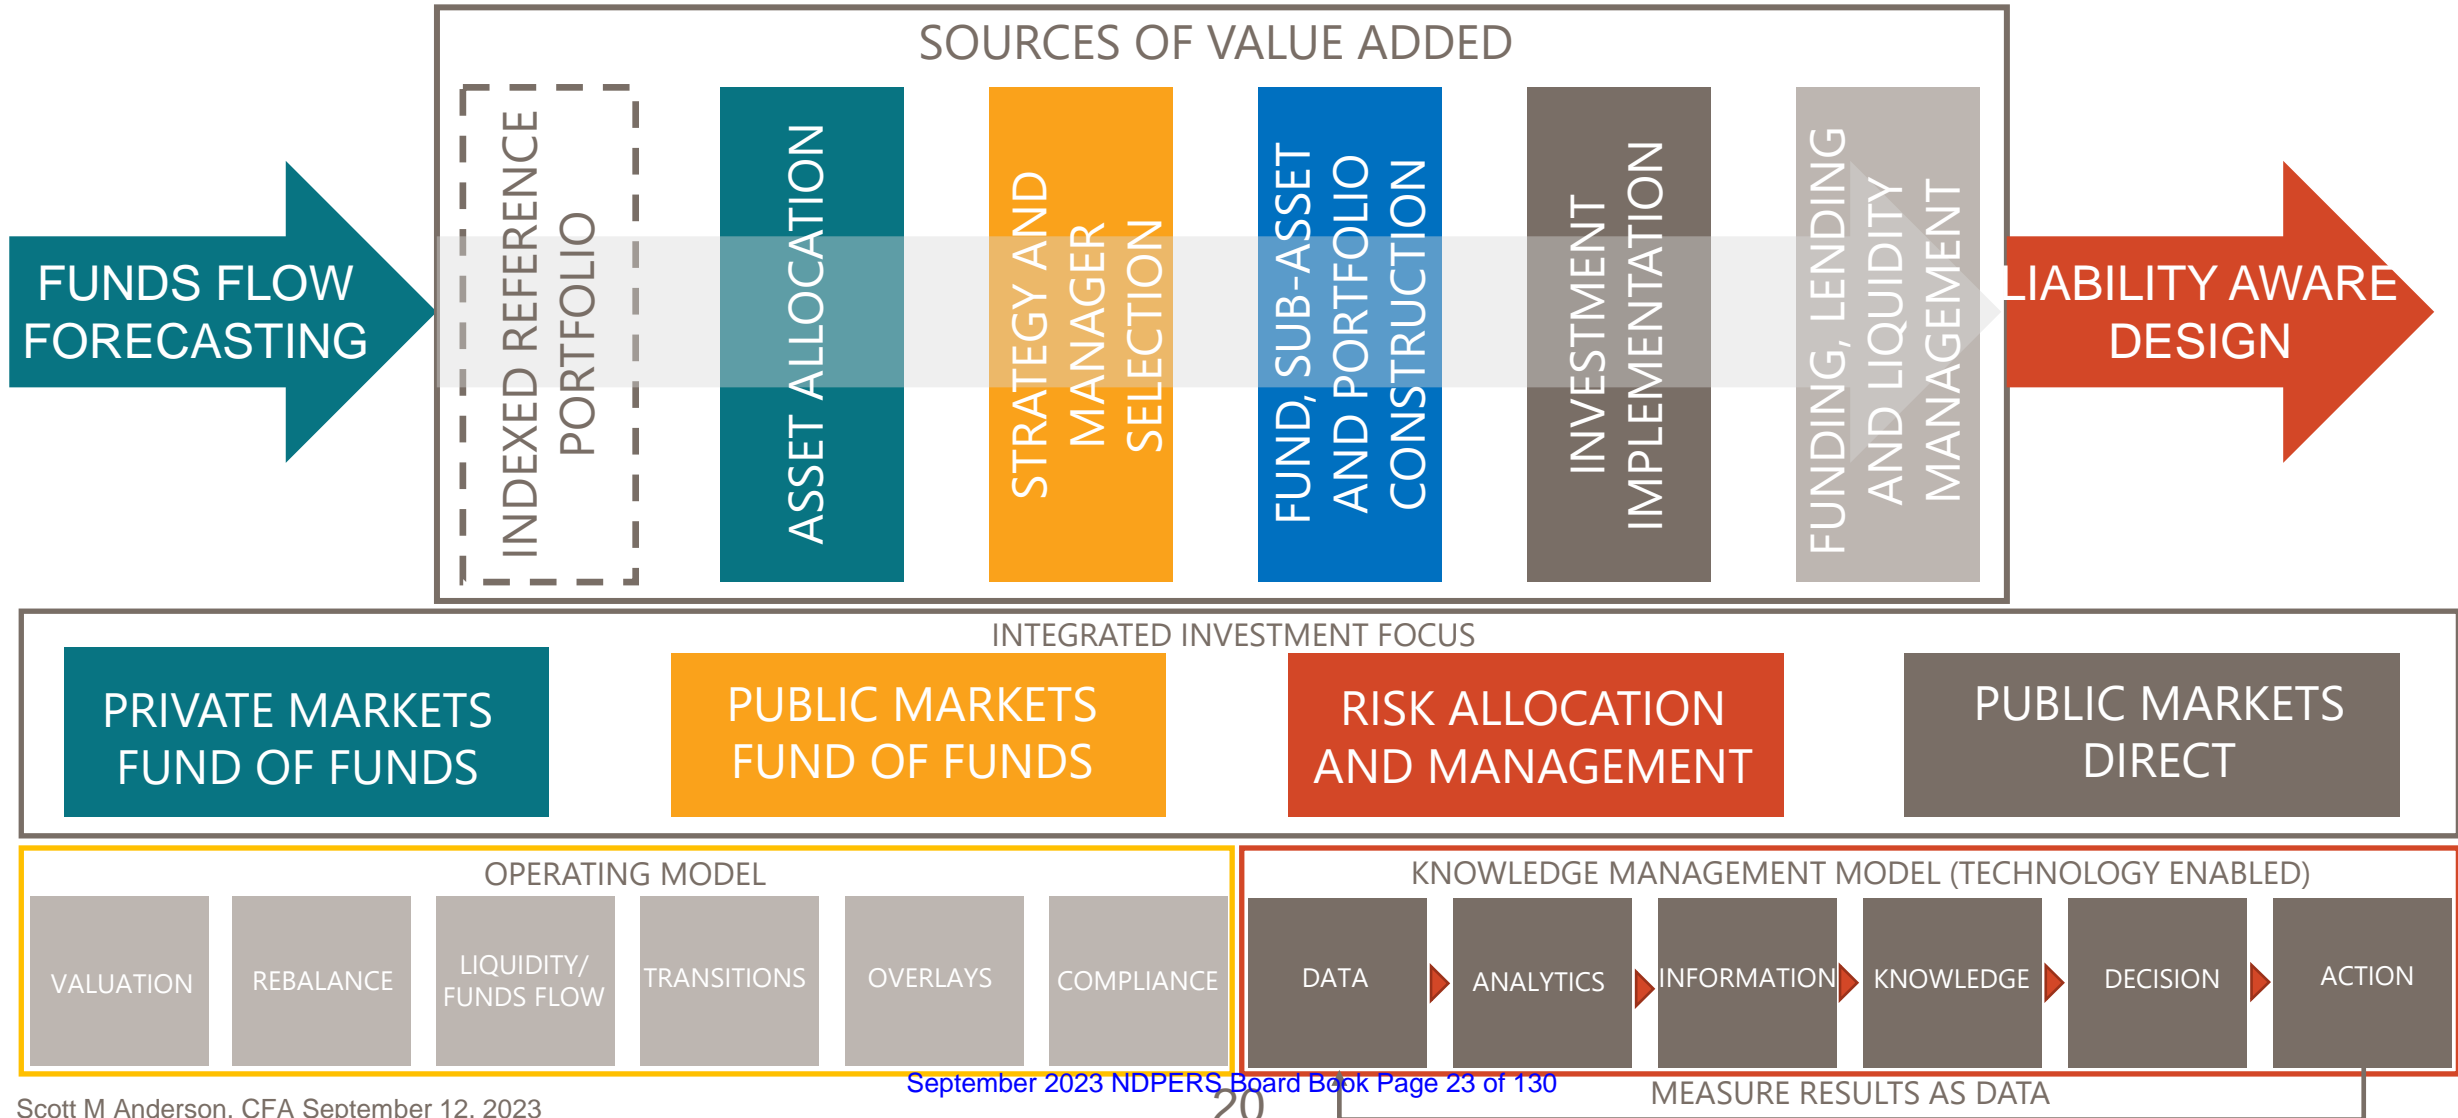 SOURCES OF VALUE ADDED
FUNDS FLOW
FORECASTING
INDEXED REFERENCE
PORTFOLIO
ASSET ALLOCATION
STRATEGY AND
MANAGER
SELECTION
FUND, SUB-ASSET
AND PORTFOLIO
CONSTRUCTION
INVESTMENT
IMPLEMENTATION
FUNDING, LENDING
AND LIQUIDITY
MANAGEMENT
LIABILITY AWARE
DESIGN
INTEGRATED INVESTMENT FOCUS
PRIVATE MARKETS
FUND OF FUNDS
PUBLIC MARKETS
FUND OF FUNDS
RISK ALLOCATION
AND MANAGEMENT
PUBLIC MARKETS
DIRECT
OPERATING MODEL
VALUATION
REBALANCE
LIQUIDITY/
FUNDS FLOW
TRANSITIONS
OVERLAYS
COMPLIANCE
KNOWLEDGE MANAGEMENT MODEL (TECHNOLOGY ENABLED)
DATA
ANALYTICS
INFORMATION
KNOWLEDGE
DECISION
ACTION
September 2023 NDPERS Board Book Page 23 of 130
MEASURE RESULTS AS DATA
Scott M Anderson, CFA September 12, 2023
20